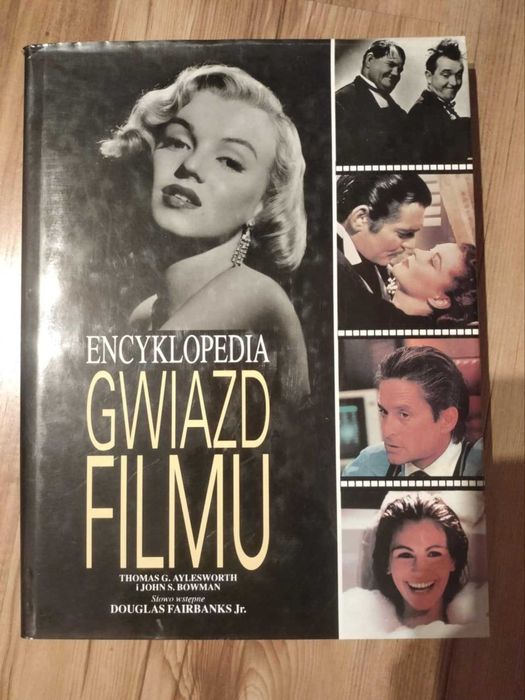 ENCYKLOPEDIA
GWIAZD
FILMU
THOMAS G. AYLESWORTH
i JOHN S. BOWMAN
Słowo wstępne
DOUGLAS FAIRBANKS Jr.